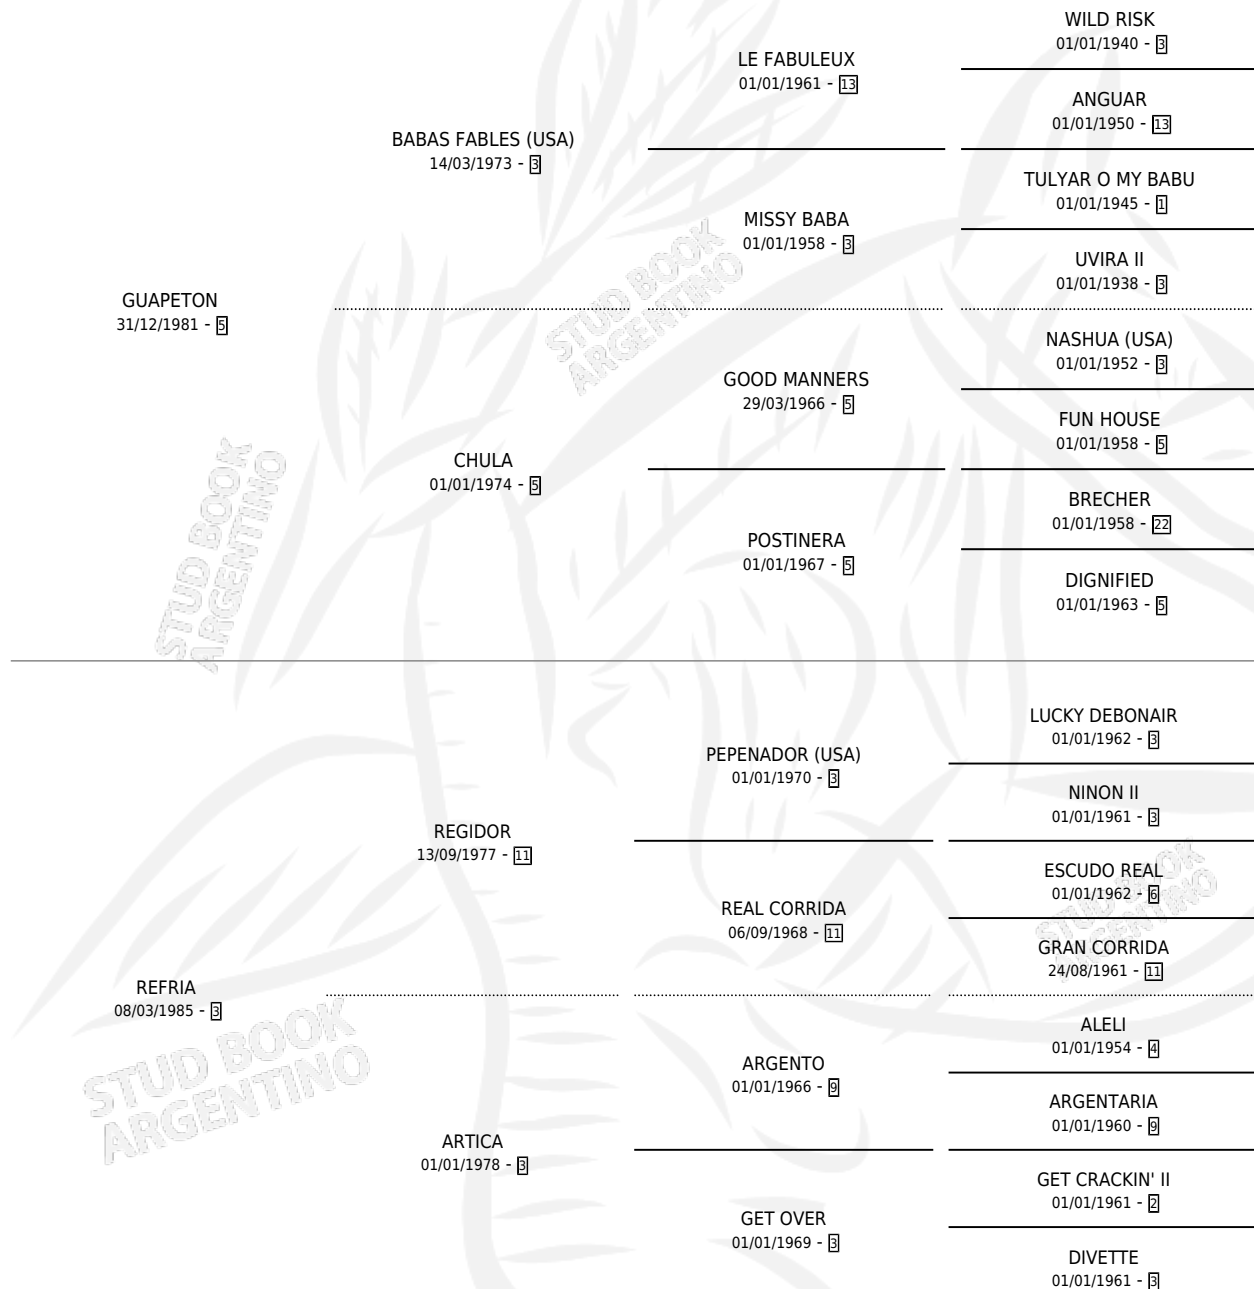 WILD RISK
01/01/1940 - 3
LE FABULEUX
01/01/1961 - 13
ANGUAR
01/01/1950 - 13
BABAS FABLES (USA)
14/03/1973 - 3
TULYAR O MY BABU
01/01/1945 - 1
MISSY BABA
01/01/1958 - 3
UVIRA II
01/01/1938 - 3
GUAPETON
31/12/1981 - 5
NASHUA (USA)
01/01/1952 - 3
GOOD MANNERS
29/03/1966 - 5
FUN HOUSE
01/01/1958 - 5
CHULA
01/01/1974 - 5
BRECHER
01/01/1958 - 22
POSTINERA
01/01/1967 - 5
DIGNIFIED
01/01/1963 - 5
LUCKY DEBONAIR
01/01/1962 - 3
PEPENADOR (USA)
01/01/1970 - 3
NINON II
01/01/1961 - 3
REGIDOR
13/09/1977 - 11
ESCUDO REAL
01/01/1962 - 6
REAL CORRIDA
06/09/1968 - 11
GRAN CORRIDA
24/08/1961 - 11
REFRIA
08/03/1985 - 3
ALELI
01/01/1954 - 4
ARGENTO
01/01/1966 - 9
ARGENTARIA
01/01/1960 - 9
ARTICA
01/01/1978 - 3
GET CRACKIN' II
01/01/1961 - 2
GET OVER
01/01/1969 - 3
DIVETTE
01/01/1961 - 3
STUD BOOK
ARGENTINO
STUD BOOK
ARGENTINO
STUD BOOK
ARGENTINO
STUD BOOK
ARGENTINO